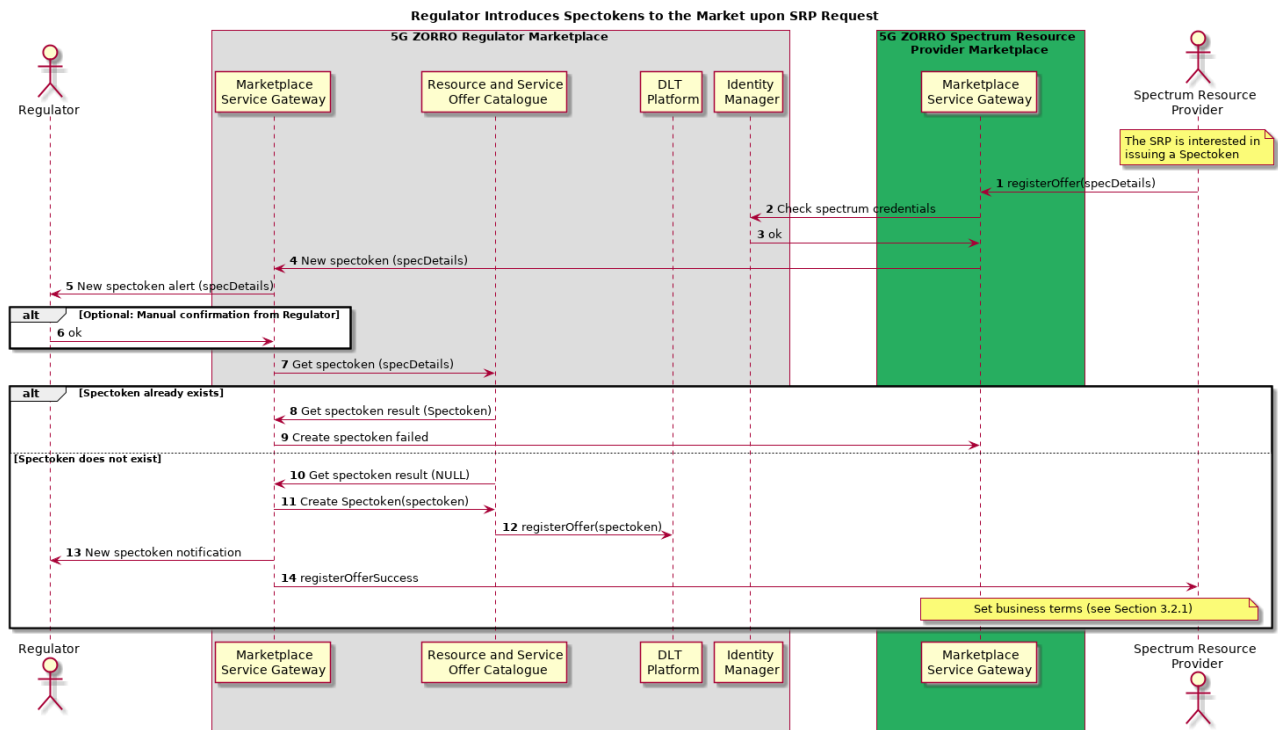 Regulator Introduces Spectokens to the Market upon SRP Request
5G ZORRO Regulator Marketplace
5G ZORRO Spectrum Resource
Provider Marketplace
Regulator
Marketplace
Service Gateway
Resource and Service
Offer Catalogue
DLT
Platform
Identity
Manager
Marketplace
Service Gateway
Spectrum Resource
Provider
The SRP is interested in
issuing a Spectoken
1 registerOffer(specDetails)
2 Check spectrum credentials
3 ok
4 New spectoken (specDetails)
5 New spectoken alert (specDetails)
alt [Optional: Manual confirmation from Regulator]
6 ok
7 Get spectoken (specDetails)
alt [Spectoken already exists]
8 Get spectoken result (Spectoken)
9 Create spectoken failed
[Spectoken does not exist]
10 Get spectoken result (NULL)
11 Create Spectoken(spectoken)
12 registerOffer(spectoken)
13 New spectoken notification
14 registerOfferSuccess
Set business terms (see Section 3.2.1)
Regulator
Marketplace
Service Gateway
Resource and Service
Offer Catalogue
DLT
Platform
Identity
Manager
Marketplace
Service Gateway
Spectrum Resource
Provider